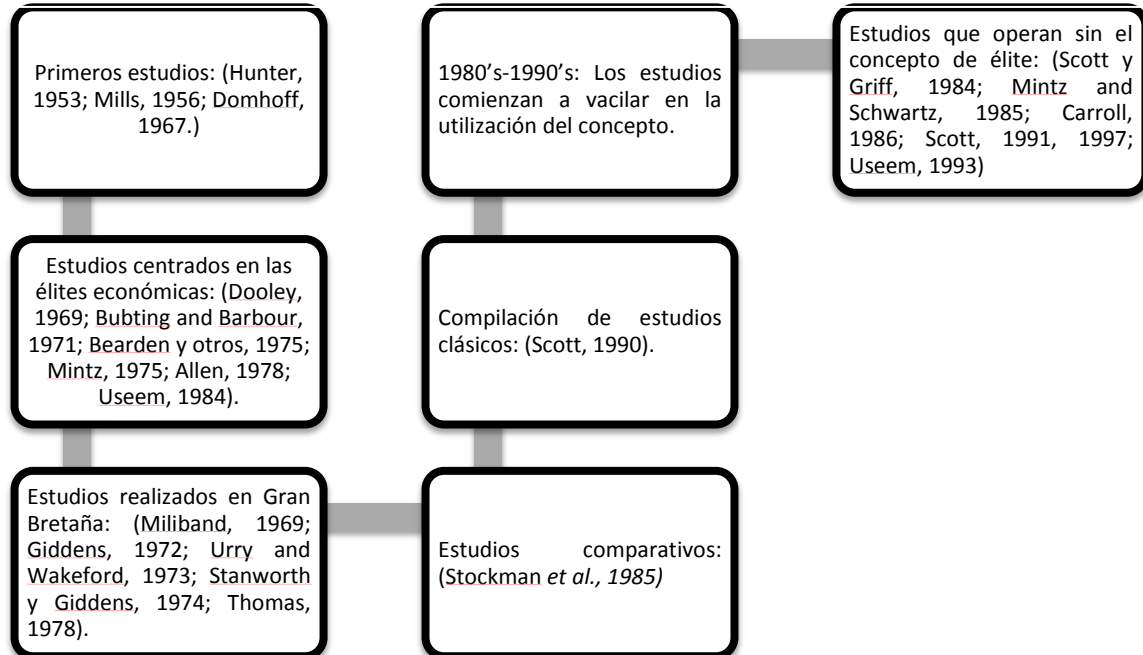 Primeros estudios: (Hunter,
1953; Mills, 1956; Domhoff,
1967.)
Estudios centrados en las
élites económicas: (Dooley,
1969; Bubting and Barbour,
1971; Bearden y otros, 1975;
Mintz, 1975; Allen, 1978;
Useem, 1984).
Estudios realizados en Gran
Bretaña: (Miliband, 1969;
Giddens, 1972; Urry and
Wakeford, 1973; Stanworth
y Giddens, 1974; Thomas,
1978).
Estudios comparativos:
(Stockman et al., 1985)
Compilación de estudios
clásicos: (Scott, 1990).
1980’s-1990’s: Los estudios
comienzan a vacilar en la
utilización del concepto.
Estudios que operan sin el
concepto de élite: (Scott y
Griff, 1984; Mintz and
Schwartz, 1985; Carroll,
1986; Scott, 1991, 1997;
Useem, 1993)